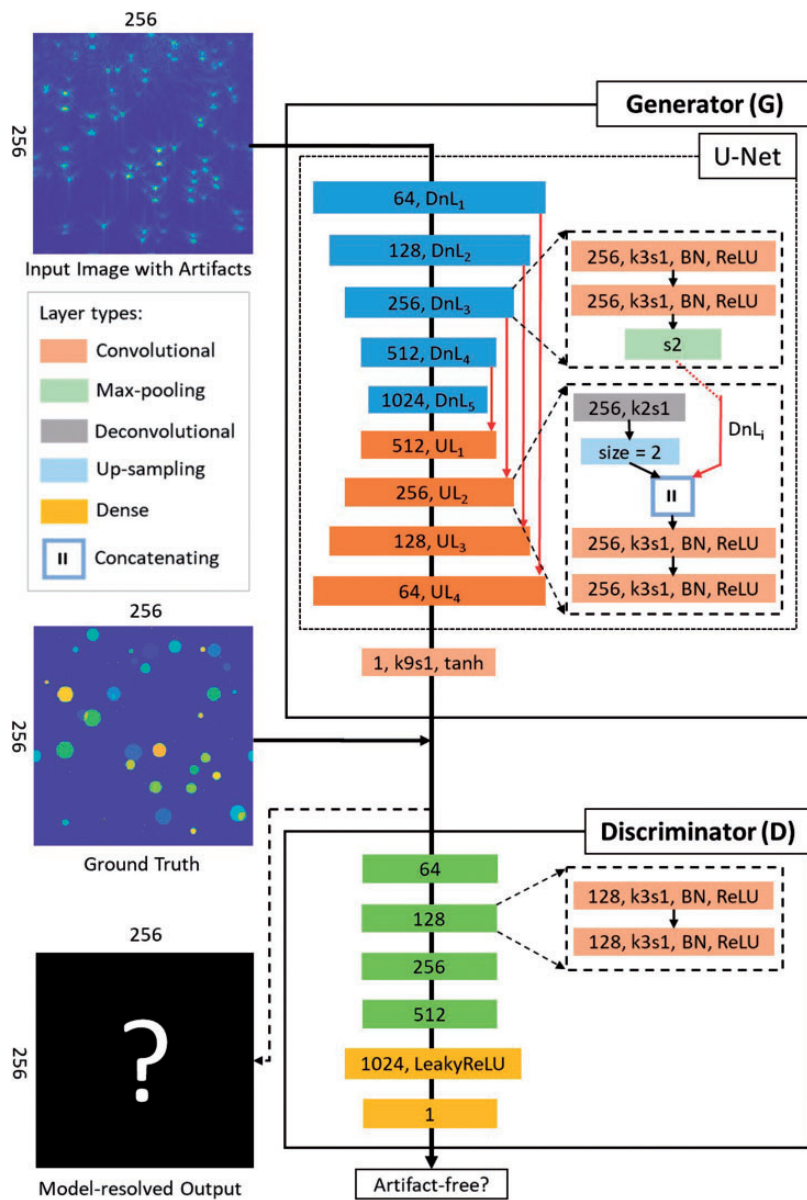 256
256
Input Image with Artifacts
Layer types:
Convolutional
Max-pooling
Deconvolutional
Up-sampling
Dense
II Concatenating
256
256
Ground Truth
256
256
?
Model-resolved Output
Generator (G)
U-Net
64, DnL₁
128, DnL₂
256, DnL₃
512, DnL₄
1024, DnL₅
512, UL₁
256, UL₂
128, UL₃
64, UL₄
256, k3s1, BN, ReLU
256, k3s1, BN, ReLU
s2
256, k2s1
DnLᵢ
size = 2
II
256, k3s1, BN, ReLU
256, k3s1, BN, ReLU
1, k9s1, tanh
Discriminator (D)
64
128
256
512
1024, LeakyReLU
1
128, k3s1, BN, ReLU
128, k3s1, BN, ReLU
Artifact-free?